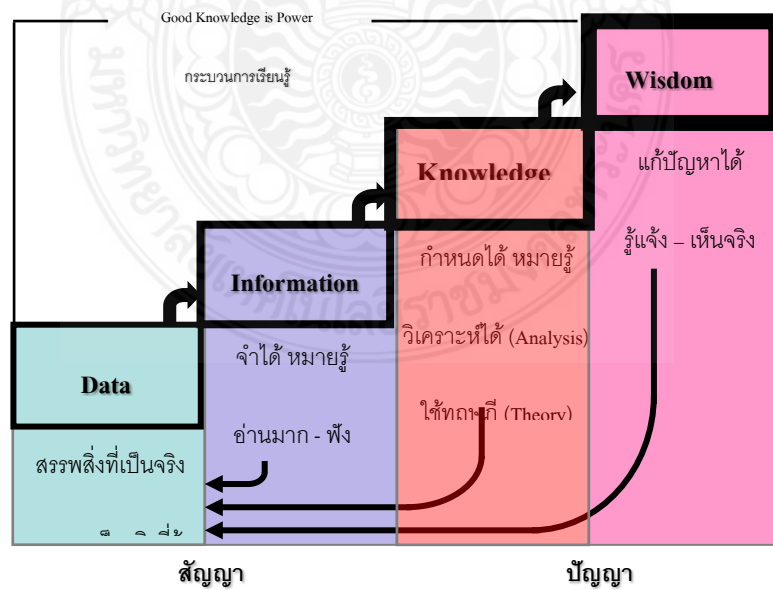 Good Knowledge is Power
กระบวนการเรียนรู้
Wisdom
แก้ปัญหาได้
รู้แจ้ง – เห็นจริง
Knowledge
กำหนดได้ หมายรู้
วิเคราะห์ได้ (Analysis)
ใช้ทฤษฎี (Theory)
Information
จำได้ หมายรู้
อ่านมาก - ฟัง
Data
สรรพสิ่งที่เป็นจริง
สัญญา
ปัญญา